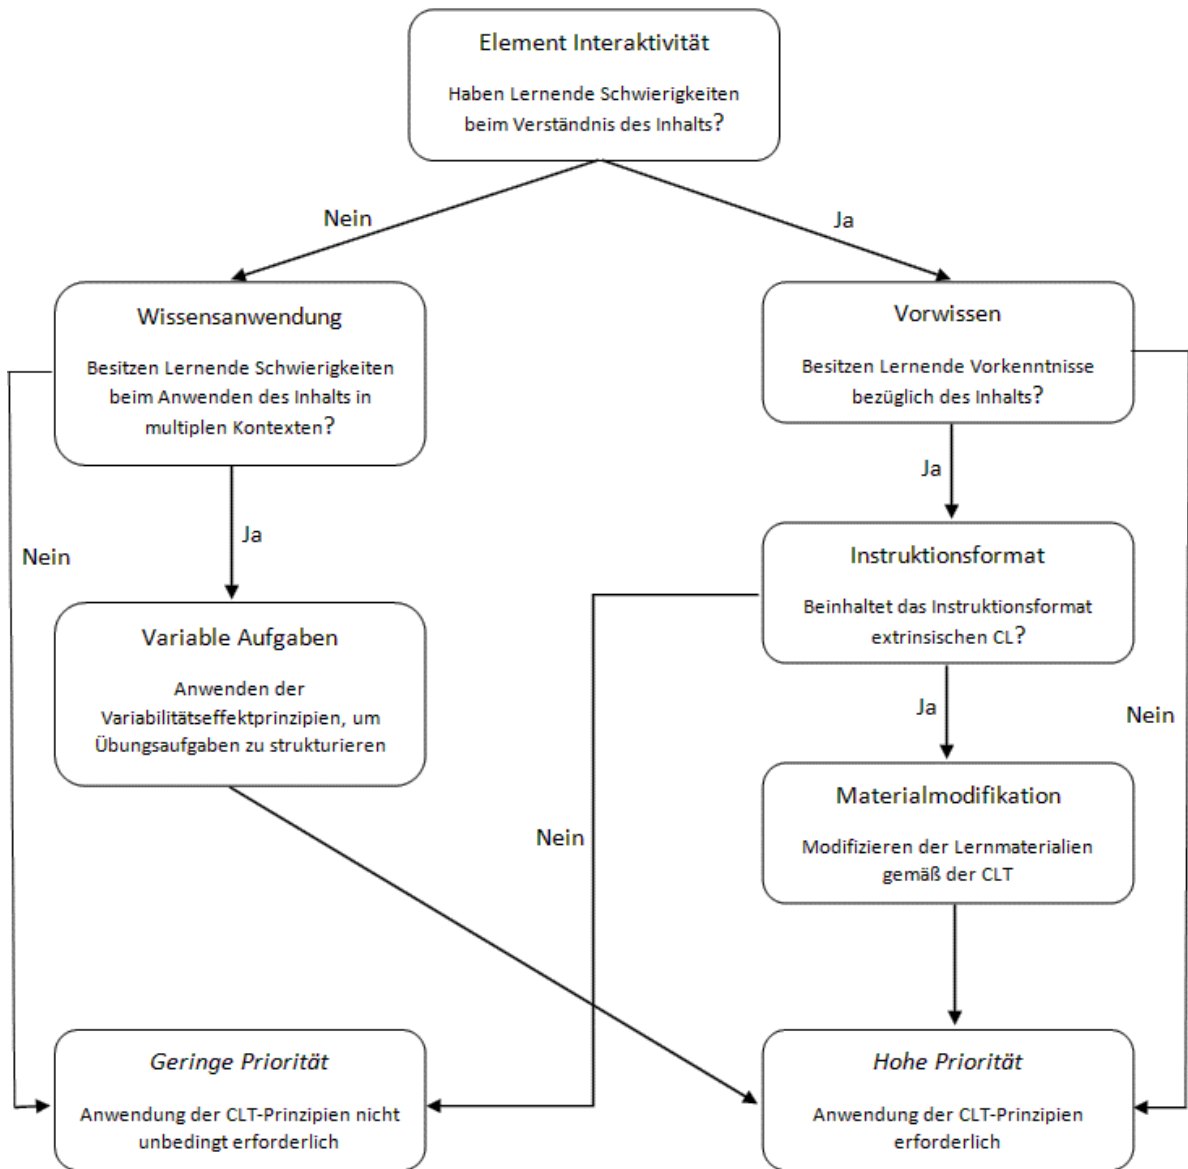 Element Interaktivität
Haben Lernende Schwierigkeiten
beim Verständnis des Inhalts?
Nein
Ja
Wissensanwendung
Besitzen Lernende Schwierigkeiten
beim Anwenden des Inhalts in
multiplen Kontexten?
Vorwissen
Besitzen Lernende Vorkenntnisse
bezüglich des Inhalts?
Ja
Ja
Nein
Instruktionsformat
Beinhaltet das Instruktionsformat
extrinsischen CL?
Variable Aufgaben
Anwenden der
Variabilitätseffektprinzipien, um
Übungsaufgaben zu strukturieren
Ja
Nein
Materialmodifikation
Modifizieren der Lernmaterialien
gemäß der CLT
Nein
Geringe Priorität
Anwendung der CLT-Prinzipien nicht
unbedingt erforderlich
Hohe Priorität
Anwendung der CLT-Prinzipien
erforderlich